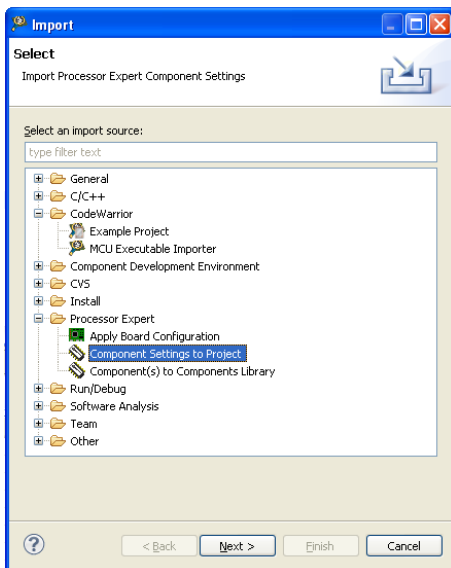 Import
Select
Import Processor Expert Component Settings
Select an import source:
type filter text
General
C/C++
CodeWarrior
Example Project
MCU Executable Importer
Component Development Environment
CVS
Install
Processor Expert
Apply Board Configuration
Component Settings to Project
Component(s) to Components Library
Run/Debug
Software Analysis
Team
Other
? < Back Next > Finish Cancel